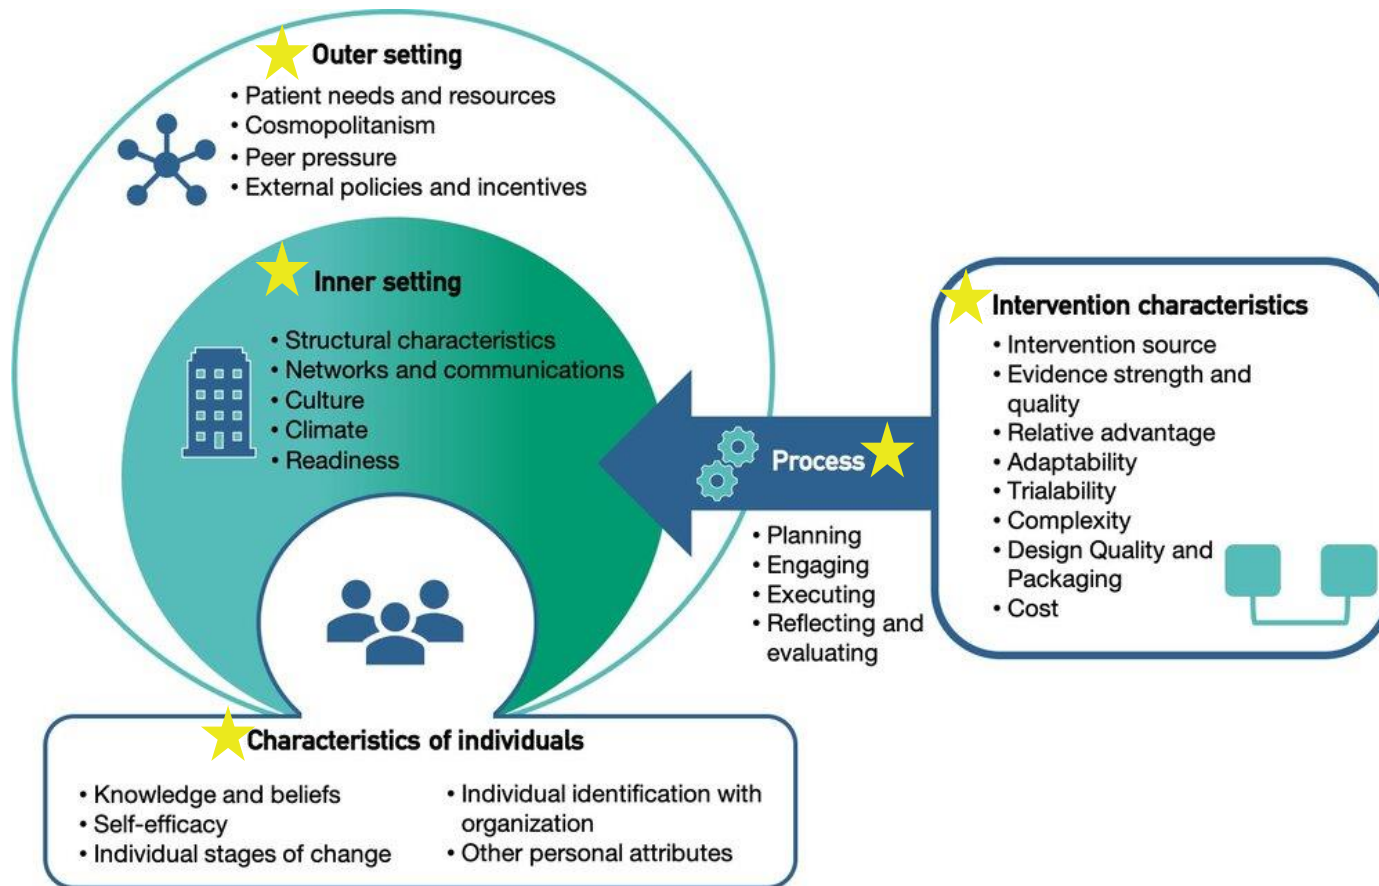 Outer setting
• Patient needs and resources
• Cosmopolitanism
• Peer pressure
• External policies and incentives
Inner setting
• Structural characteristics
• Networks and communications
• Culture
• Climate
• Readiness
Process
• Planning
• Engaging
• Executing
• Reflecting and
evaluating
Intervention characteristics
• Intervention source
• Evidence strength and
quality
• Relative advantage
• Adaptability
• Trialability
• Complexity
• Design Quality and
Packaging
• Cost
Characteristics of individuals
• Knowledge and beliefs
• Self-efficacy
• Individual stages of change
• Individual identification with
organization
• Other personal attributes